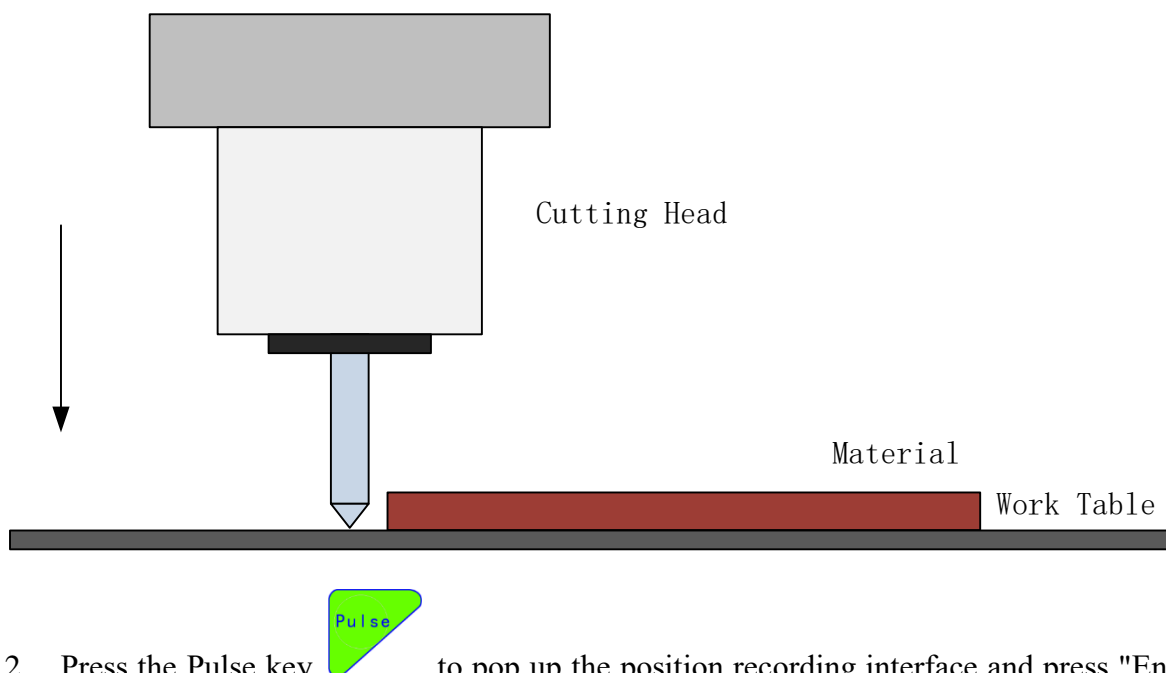 Cutting Head
Material
Work Table
Pulse
2. Press the Pulse key to pop up the position recording interface and press "En